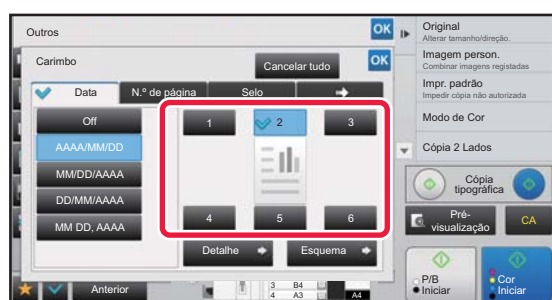 Outros
OK
Carimbo
Cancelar tudo
OK
Data
N.º de página
Selo
Off
AAAA/MM/DD
MM/DD/AAAA
DD/MM/AAAA
MM DD, AAAA
1
2
3
4
5
6
Detalhe
Esquema
Anterior
3 B4
4 A3
A4
Original
Alterar tamanho/direção.
Imagem person.
Combinar imagens registadas
Impr. padrão
Impedir cópia não autorizada
Modo de Cor
Cópia 2 Lados
Cópia
tipográfica
Pré-
visualização
CA
P/B
Iniciar
Cor
Iniciar